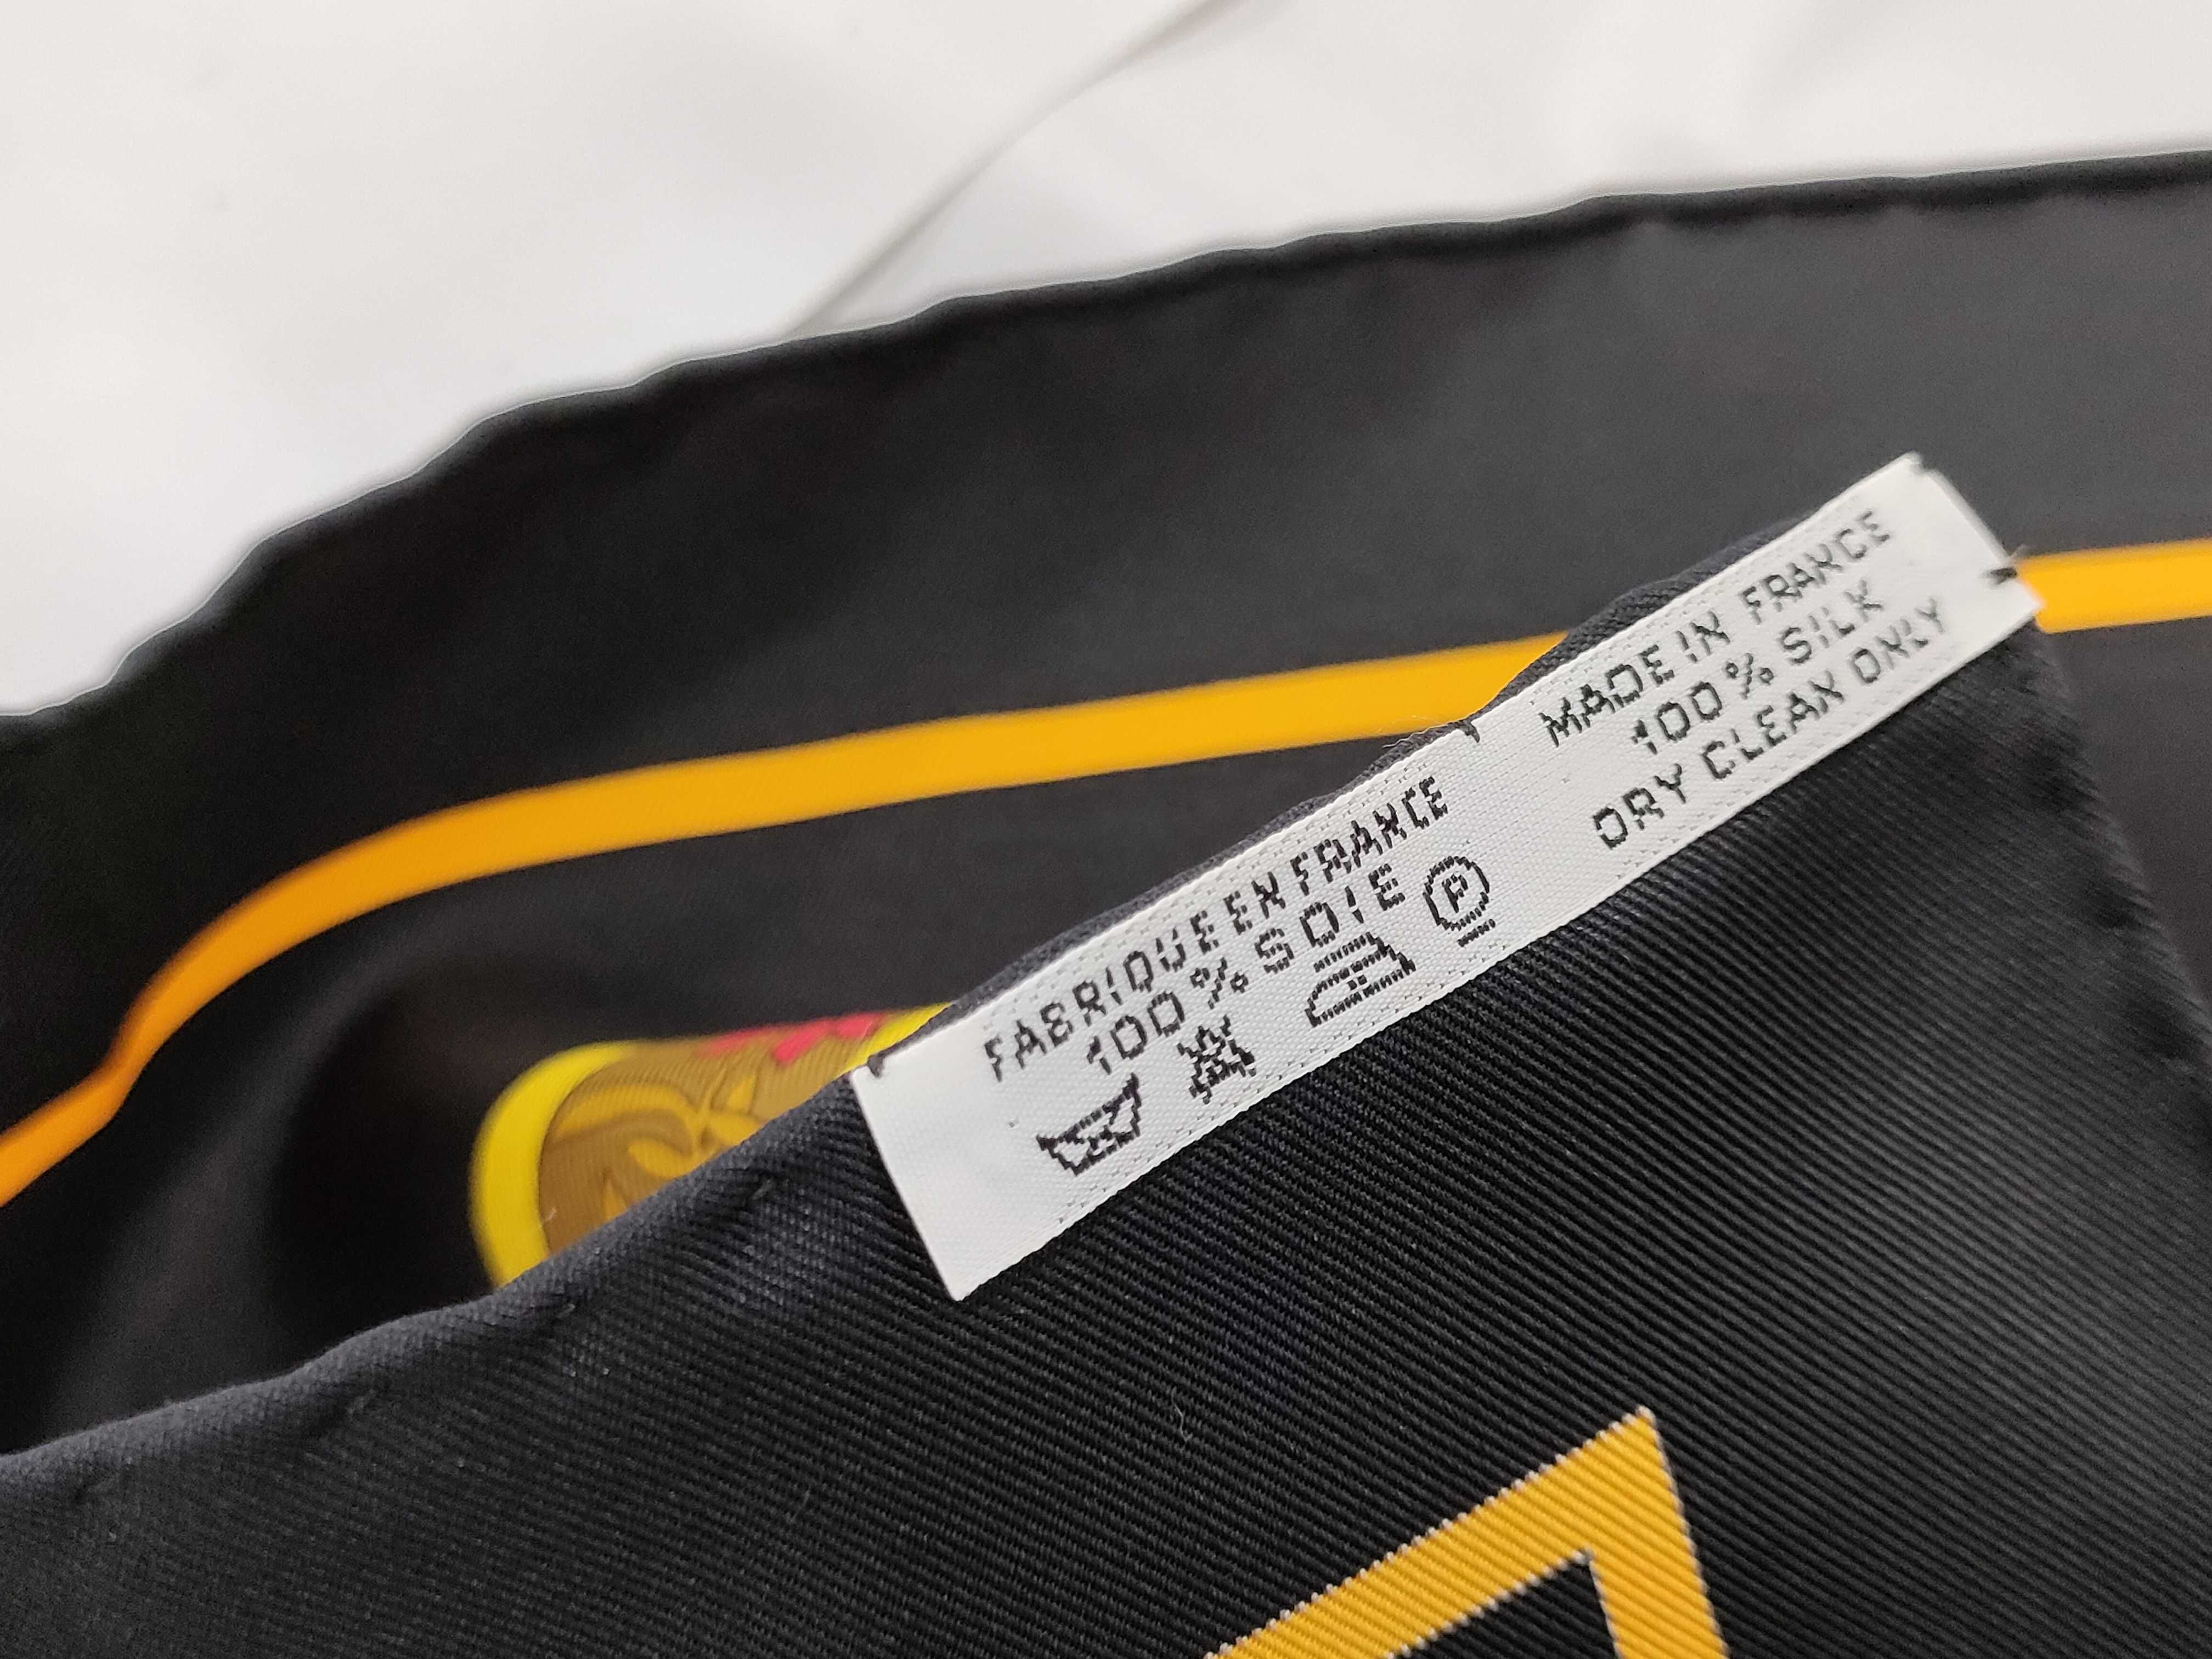 FABRIQUE EN FRANCE
100% SOIE
P
MADE IN FRANCE
100% SILK
DRY CLEAN ONLY